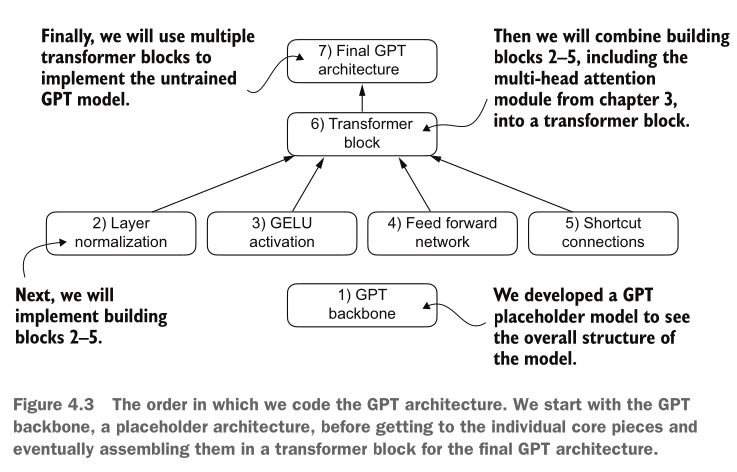 Finally, we will use multiple
transformer blocks to
implement the untrained
GPT model.
7) Final GPT
architecture
Then we will combine building
blocks 2–5, including the
multi-head attention
module from chapter 3,
into a transformer block.
6) Transformer
block
2) Layer
normalization
3) GELU
activation
4) Feed forward
network
5) Shortcut
connections
Next, we will
implement building
blocks 2–5.
1) GPT
backbone
We developed a GPT
placeholder model to see
the overall structure of
the model.
Figure 4.3 The order in which we code the GPT architecture. We start with the GPT
backbone, a placeholder architecture, before getting to the individual core pieces and
eventually assembling them in a transformer block for the final GPT architecture.